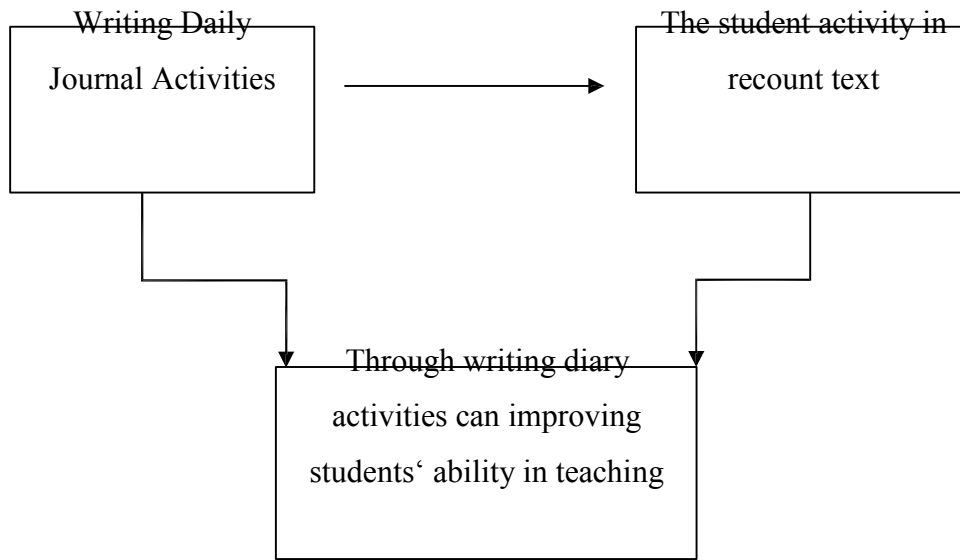 Writing Daily
Journal Activities
The student activity in
recount text
Through writing diary
activities can improving
students‘ ability in teaching